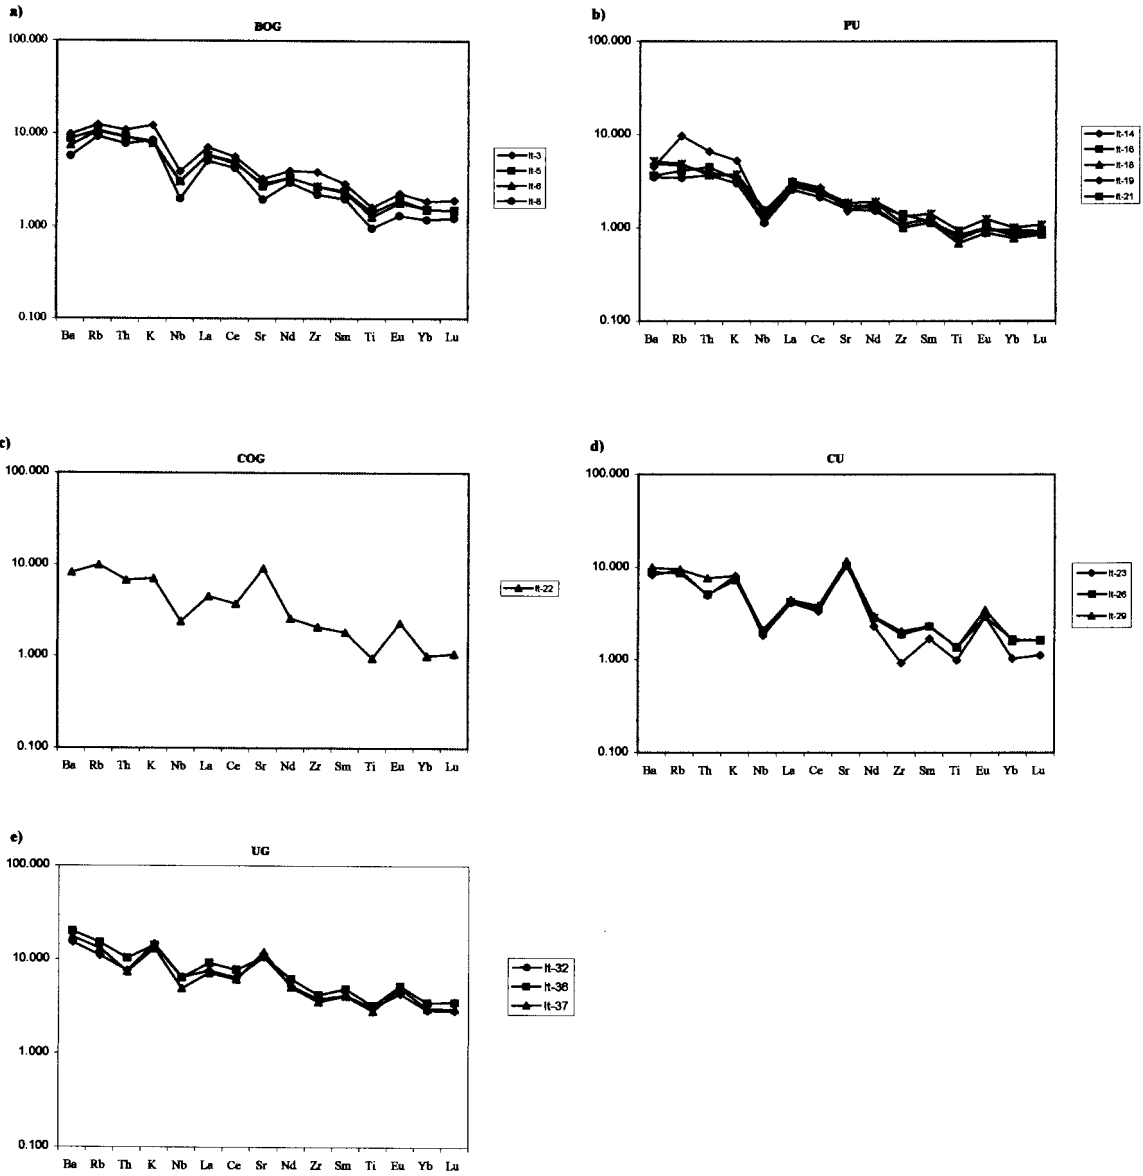 a)
BOG
100.000
10.000
1.000
0.100
Ba Rb Th K Nb La Ce Sr Nd Zr Sm Ti Eu Yb Lu
It-3
It-5
It-6
It-8
b)
PU
100.000
10.000
1.000
0.100
Ba Rb Th K Nb La Ce Sr Nd Zr Sm Ti Eu Yb Lu
It-14
It-16
It-18
It-19
It-21
c)
COG
100.000
10.000
1.000
0.100
Ba Rb Th K Nb La Ce Sr Nd Zr Sm Ti Eu Yb Lu
It-22
d)
CU
100.000
10.000
1.000
0.100
Ba Rb Th K Nb La Ce Sr Nd Zr Sm Ti Eu Yb Lu
It-23
It-26
It-29
e)
UG
100.000
10.000
1.000
0.100
Ba Rb Th K Nb La Ce Sr Nd Zr Sm Ti Eu Yb Lu
It-32
It-36
It-37